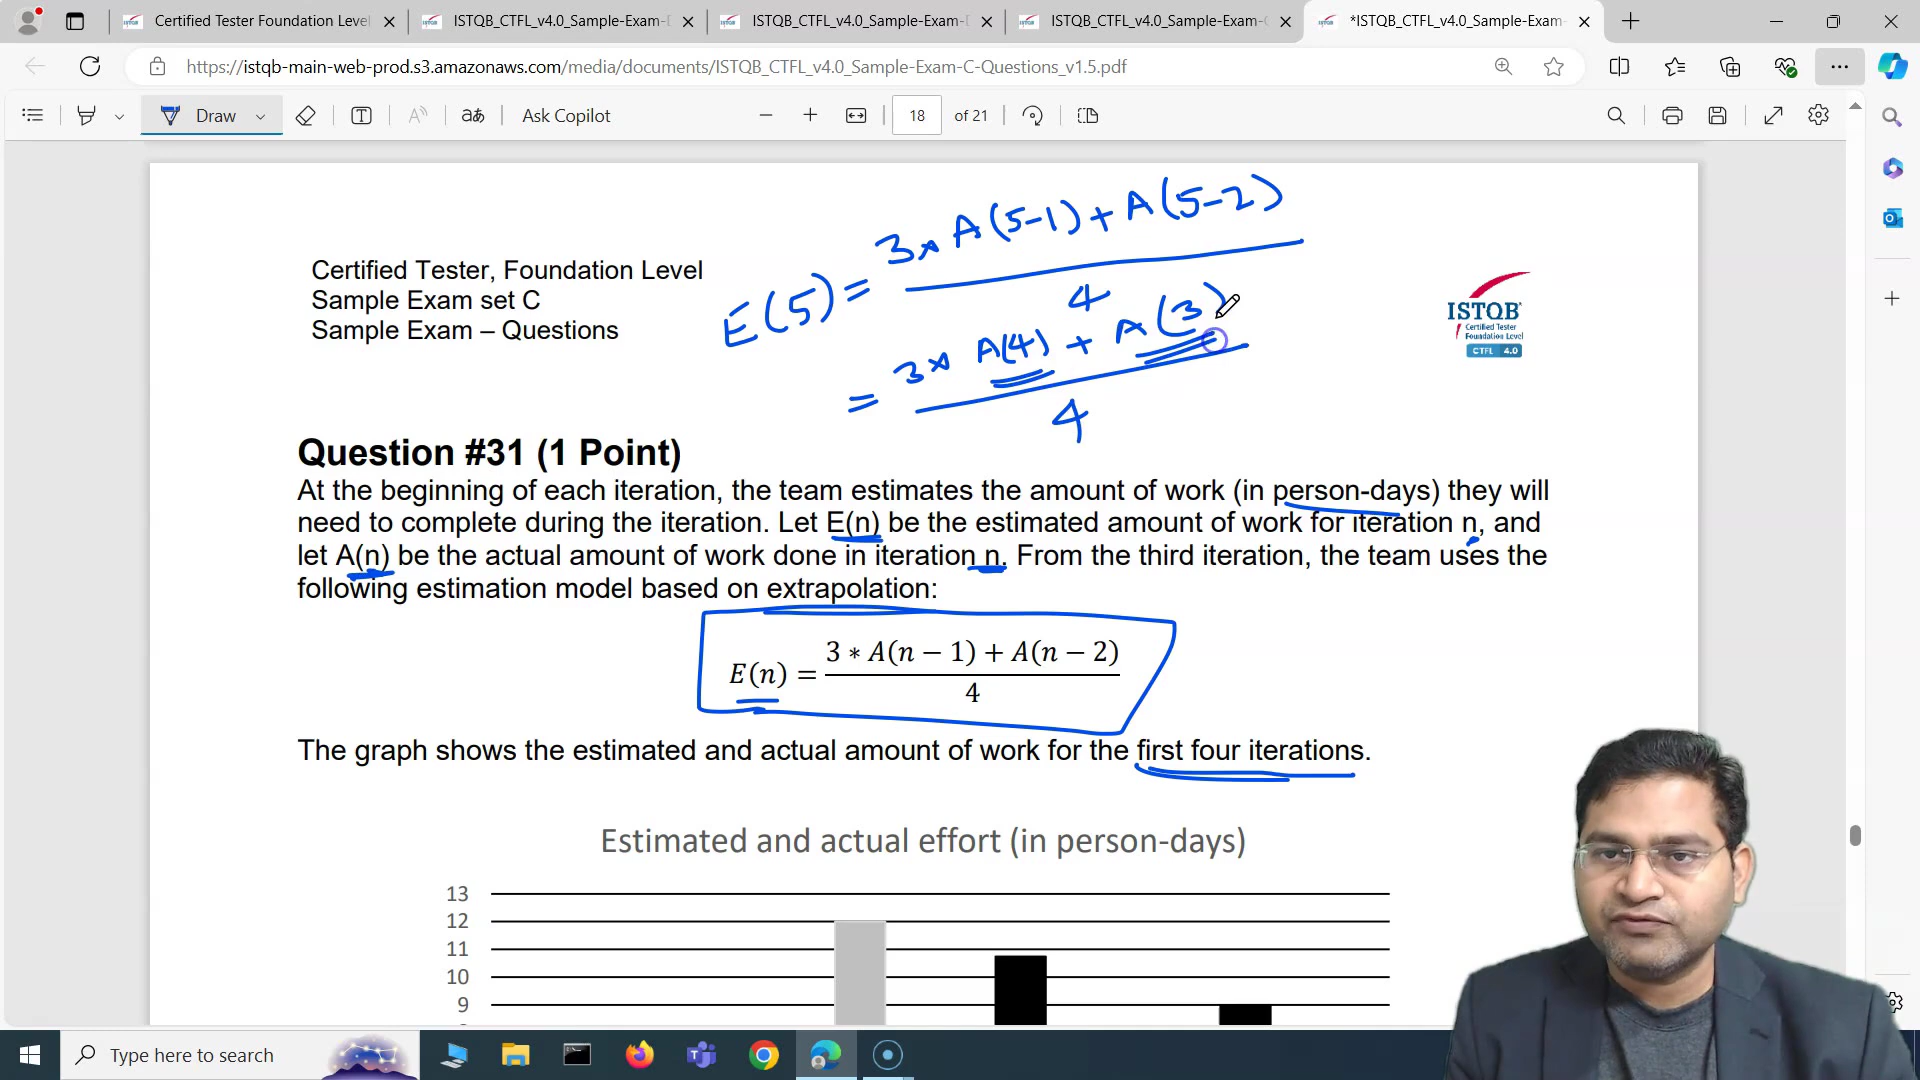 Certified Tester Foundation Leve
ISTQB_CTFL_v4.0_Sample-Exam-
ISTQB_CTFL_v4.0_Sample-Exam-
ISTQB_CTFL_v4.0_Sample-Exam-
*ISTQB_CTFL_v4.0_Sample-Exam-
https://istqb-main-web-prod.s3.amazonaws.com/media/documents/ISTQB_CTFL_v4.0_Sample-Exam-C-Questions_v1.5.pdf
Draw
aあ
Ask Copilot
18 of 21
3* A(5-1)+A(5-2)
E(5)=
4
Certified Tester, Foundation Level
Sample Exam set C
Sample Exam – Questions
ISTQB®
Certified Tester
Foundation Level
CTFL 4.0
= 3* A(4) + A(3)
4
Question #31 (1 Point)
At the beginning of each iteration, the team estimates the amount of work (in person-days) they will
need to complete during the iteration. Let E(n) be the estimated amount of work for iteration n, and
let A(n) be the actual amount of work done in iteration n. From the third iteration, the team uses the
following estimation model based on extrapolation:
3 ∗ A(n − 1) + A(n − 2)
E(n) =
4
The graph shows the estimated and actual amount of work for the first four iterations.
Estimated and actual effort (in person-days)
13
12
11
10
9
Type here to search